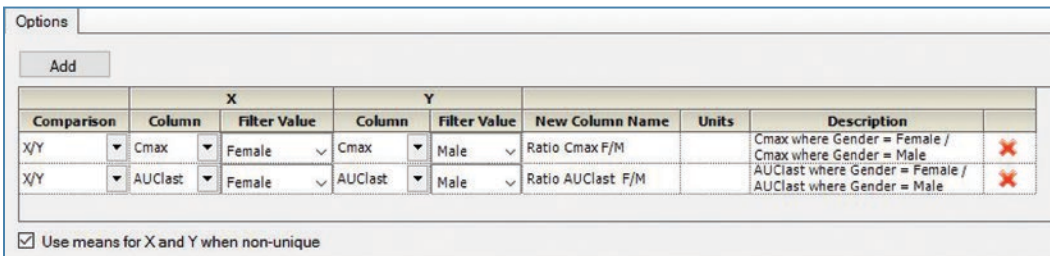 Options
Add
X Y
Comparison Column Filter Value Column Filter Value New Column Name Units Description
X/Y Cmax Female Cmax Male Ratio Cmax F/M Cmax where Gender = Female /
Cmax where Gender = Male
X/Y AUClast Female AUClast Male Ratio AUClast F/M AUClast where Gender = Female /
AUClast where Gender = Male
Use means for X and Y when non-unique